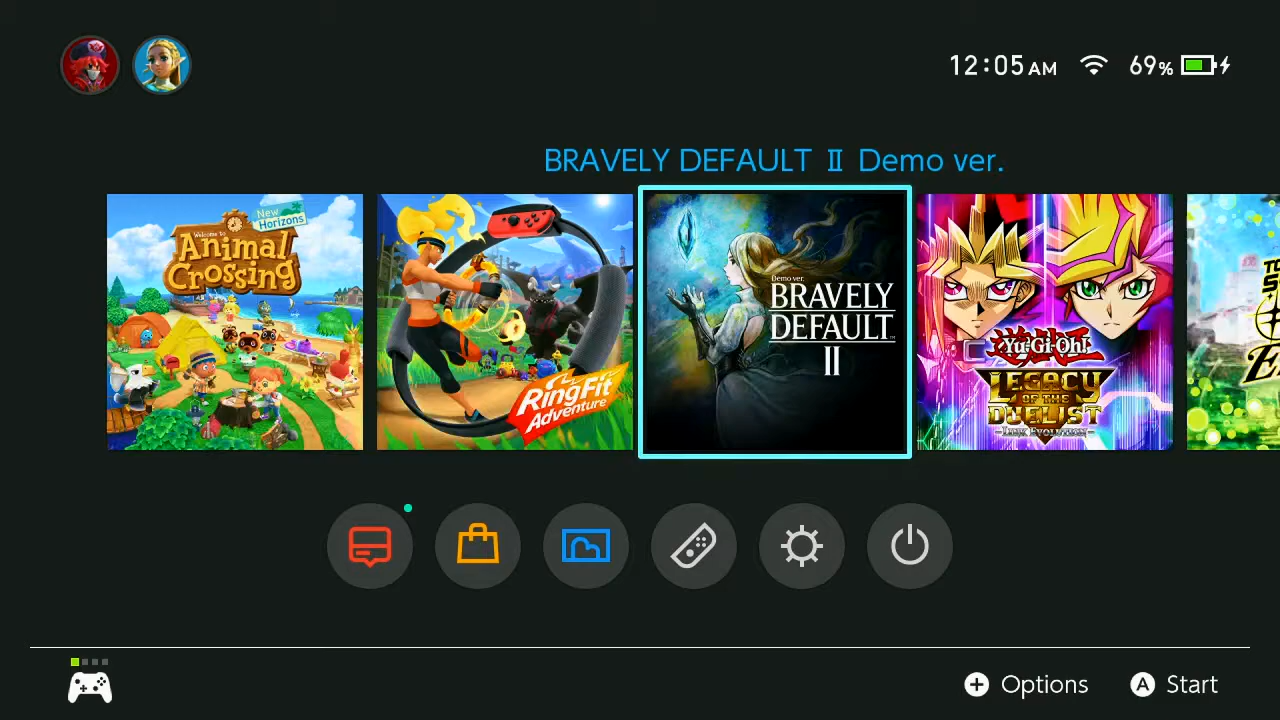 12:05 AM 69%
BRAVELY DEFAULT Ⅱ Demo ver.
Welcome to
Animal
Crossing
New
Horizons
RingFit
Adventure
Demo ver.
BRAVELY
DEFAULT™
II
Yu-Gi-Oh!
LEGACY
OF THE
DUELIST
-LINK EVOLUTION-
+ Options A Start